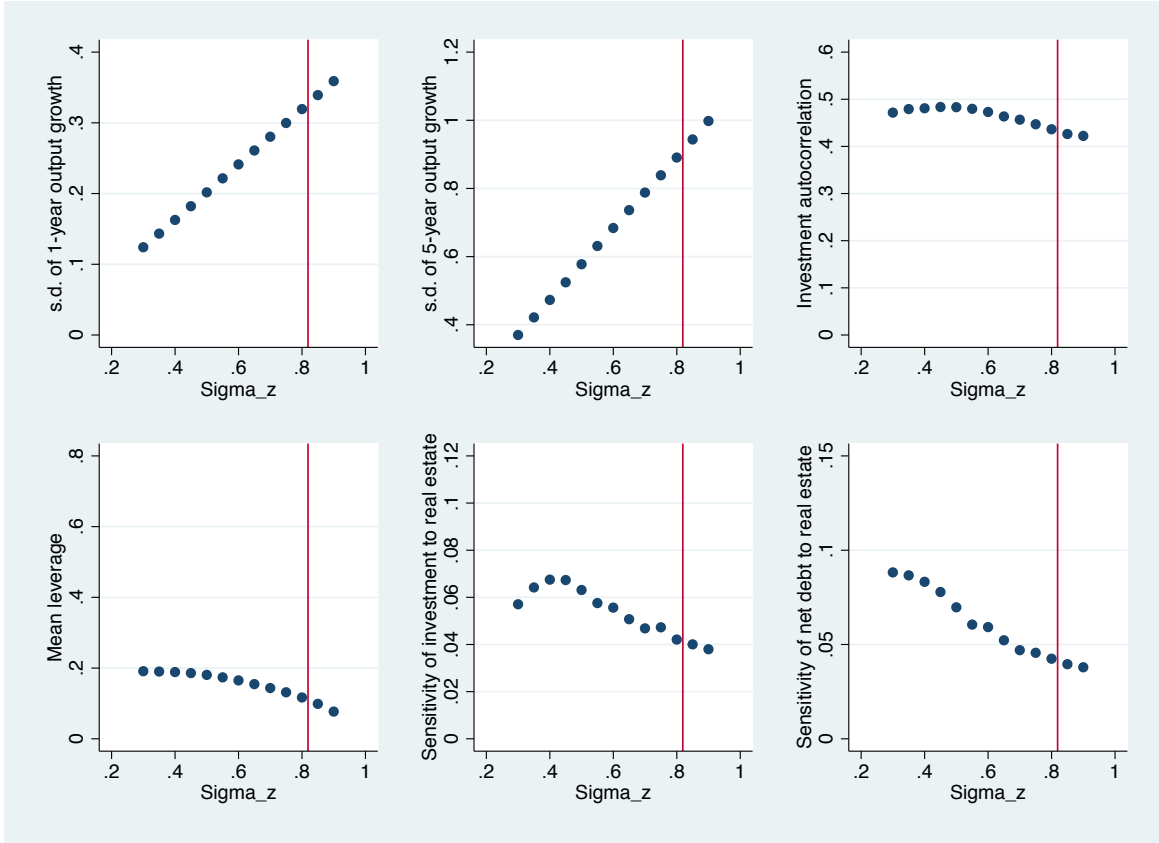 s.d. of 1-year output growth
.4
.3
.2
.1
0
.2 .4 .6 .8 1
Sigma_z
s.d. of 5-year output growth
1.2
1
.8
.6
.4
.2 .4 .6 .8 1
Sigma_z
Investment autocorrelation
.6
.5
.4
.3
.2
.1
0
.2 .4 .6 .8 1
Sigma_z
Mean leverage
.8
.6
.4
.2
0
.2 .4 .6 .8 1
Sigma_z
Sensitivity of investment to real estate
.12
.1
.08
.06
.04
.02
0
.2 .4 .6 .8 1
Sigma_z
Sensitivity of net debt to real estate
.15
.1
.05
0
.2 .4 .6 .8 1
Sigma_z